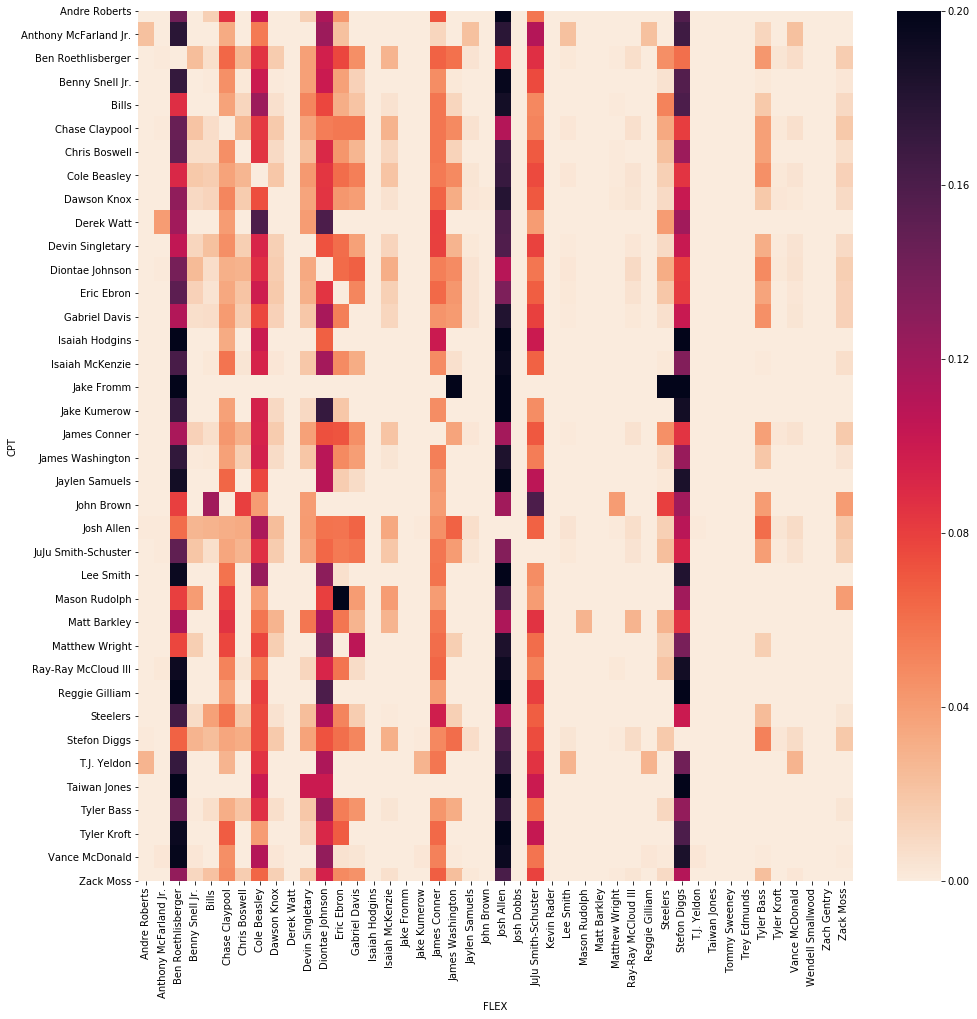 Andre Roberts
Anthony McFarland Jr.
Ben Roethlisberger
Benny Snell Jr.
Bills
Chase Claypool
Chris Boswell
Cole Beasley
Dawson Knox
Derek Watt
Devin Singletary
Diontae Johnson
Eric Ebron
Gabriel Davis
Isaiah Hodgins
Isaiah McKenzie
Jake Fromm
Jake Kumerow
James Conner
James Washington
Jaylen Samuels
John Brown
Josh Allen
JuJu Smith-Schuster
Lee Smith
Mason Rudolph
Matt Barkley
Matthew Wright
Ray-Ray McCloud III
Reggie Gilliam
Steelers
Stefon Diggs
T.J. Yeldon
Taiwan Jones
Tyler Bass
Tyler Kroft
Vance McDonald
Zack Moss
CPT
Andre Roberts
Anthony McFarland Jr.
Ben Roethlisberger
Benny Snell Jr.
Bills
Chase Claypool
Chris Boswell
Cole Beasley
Dawson Knox
Derek Watt
Devin Singletary
Diontae Johnson
Eric Ebron
Gabriel Davis
Isaiah Hodgins
Isaiah McKenzie
Jake Fromm
Jake Kumerow
James Conner
James Washington
Jaylen Samuels
John Brown
Josh Allen
Josh Dobbs
JuJu Smith-Schuster
Kevin Rader
Lee Smith
Mason Rudolph
Matt Barkley
Matthew Wright
Ray-Ray McCloud III
Reggie Gilliam
Steelers
Stefon Diggs
T.J. Yeldon
Taiwan Jones
Tommy Sweeney
Trey Edmunds
Tyler Bass
Tyler Kroft
Vance McDonald
Wendell Smallwood
Zach Gentry
Zack Moss
FLEX
0.20
0.16
0.12
0.08
0.04
0.00